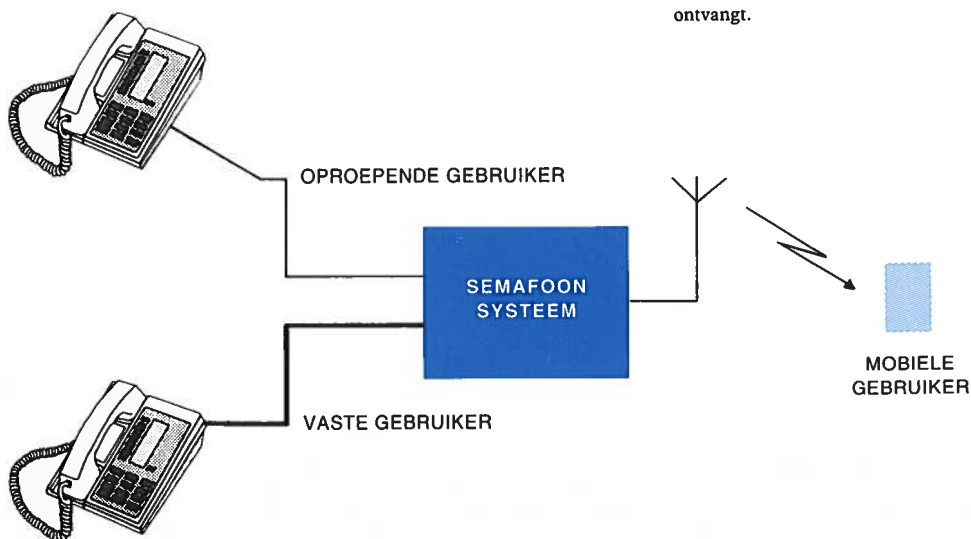 ontvangt.
OPROEPENDE GEBRUIKER
SEMAFOON
SYSTEEM
MOBIELE
GEBRUIKER
VASTE GEBRUIKER